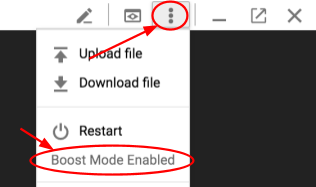 Upload file
Download file
Restart
Boost Mode Enabled